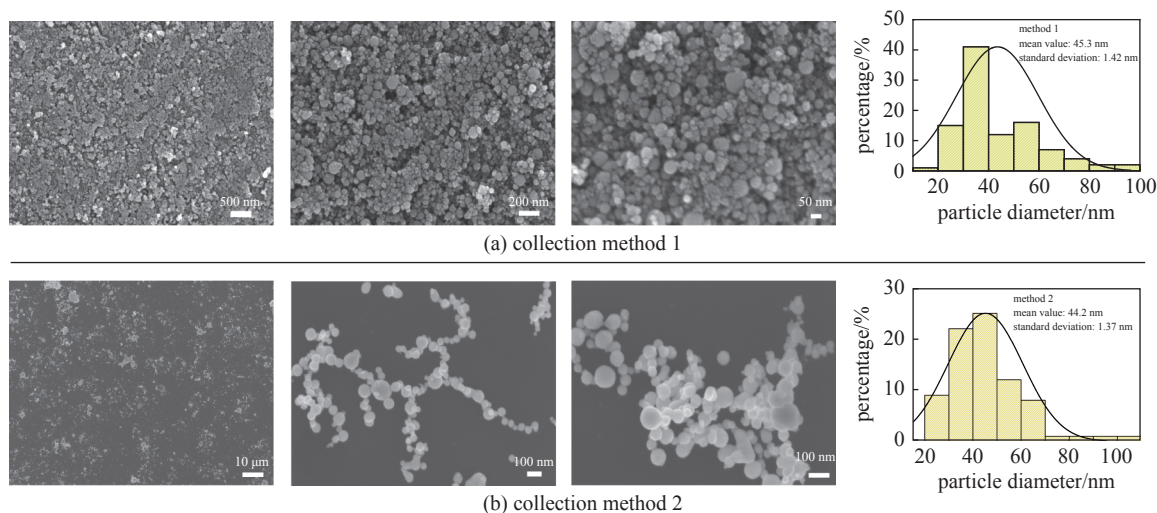 500 nm
200 nm
50 nm
percentage/%
50
40
30
20
10
0
method 1
mean value: 45.3 nm
standard deviation: 1.42 nm
20
40
60
80
100
particle diameter/nm
(a) collection method 1
10 μm
100 nm
100 nm
percentage/%
30
20
10
0
method 2
mean value: 44.2 nm
standard deviation: 1.37 nm
20
40
60
80
100
particle diameter/nm
(b) collection method 2